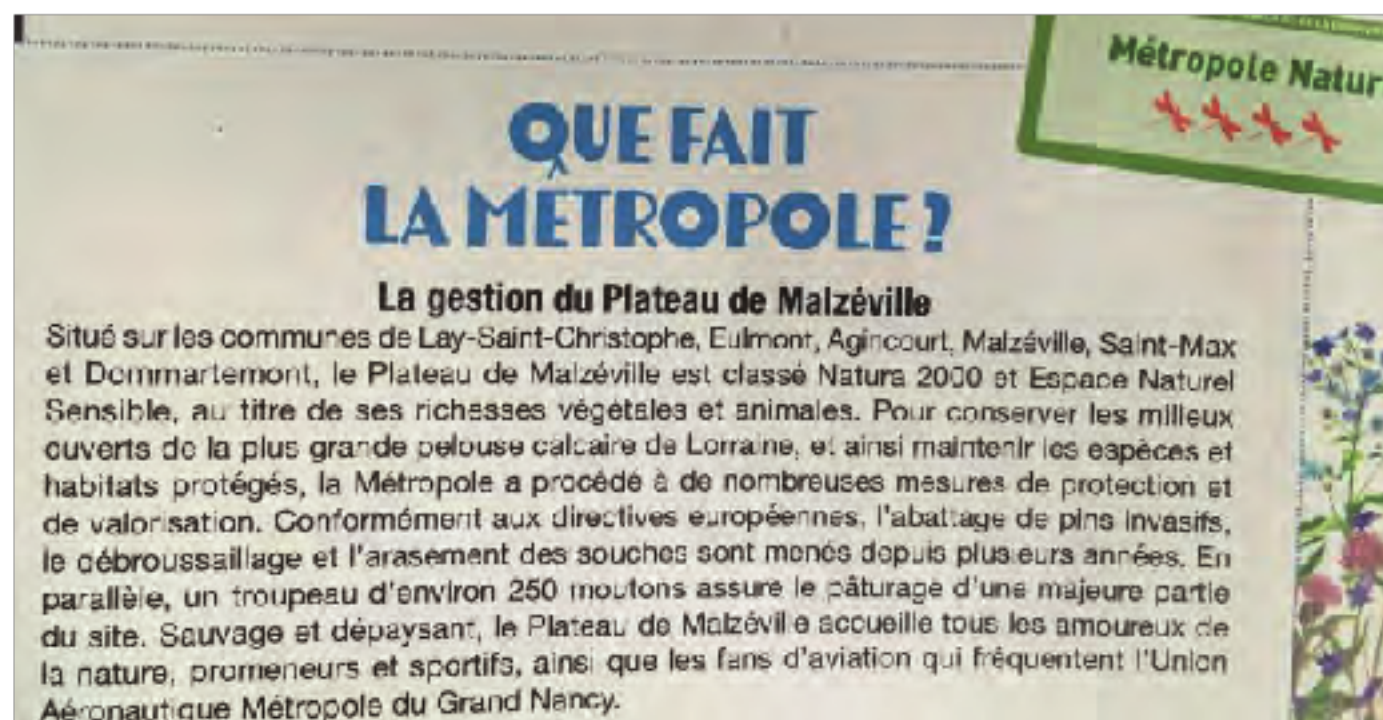 Métropole Natur
QUE FAIT
LA MÉTROPOLE ?
La gestion du Plateau de Malzéville
Situé sur les communes de Lay-Saint-Christophe, Eulmont, Agincourt, Malzéville, Saint-Max
et Dommartemont, le Plateau de Malzéville est classé Natura 2000 et Espace Naturel
Sensible, au titre de ses richesses végétales et animales. Pour conserver les milieux
ouverts de la plus grande pelouse calcaire de Lorraine, et ainsi maintenir les espèces et
habitats protégés, la Métropole a procédé à de nombreuses mesures de protection et
de valorisation. Conformément aux directives européennes, l'abattage de pins invasifs,
le débroussaillage et l'arasement des souches sont menés depuis plusieurs années. En
parallèle, un troupeau d'environ 250 moutons assure le pâturage d'une majeure partie
du site. Sauvage et dépaysant, le Plateau de Malzéville accueille tous les amoureux de
la nature, promeneurs et sportifs, ainsi que les fans d'aviation qui fréquentent l'Union
Aéronautique Métropole du Grand Nancy.